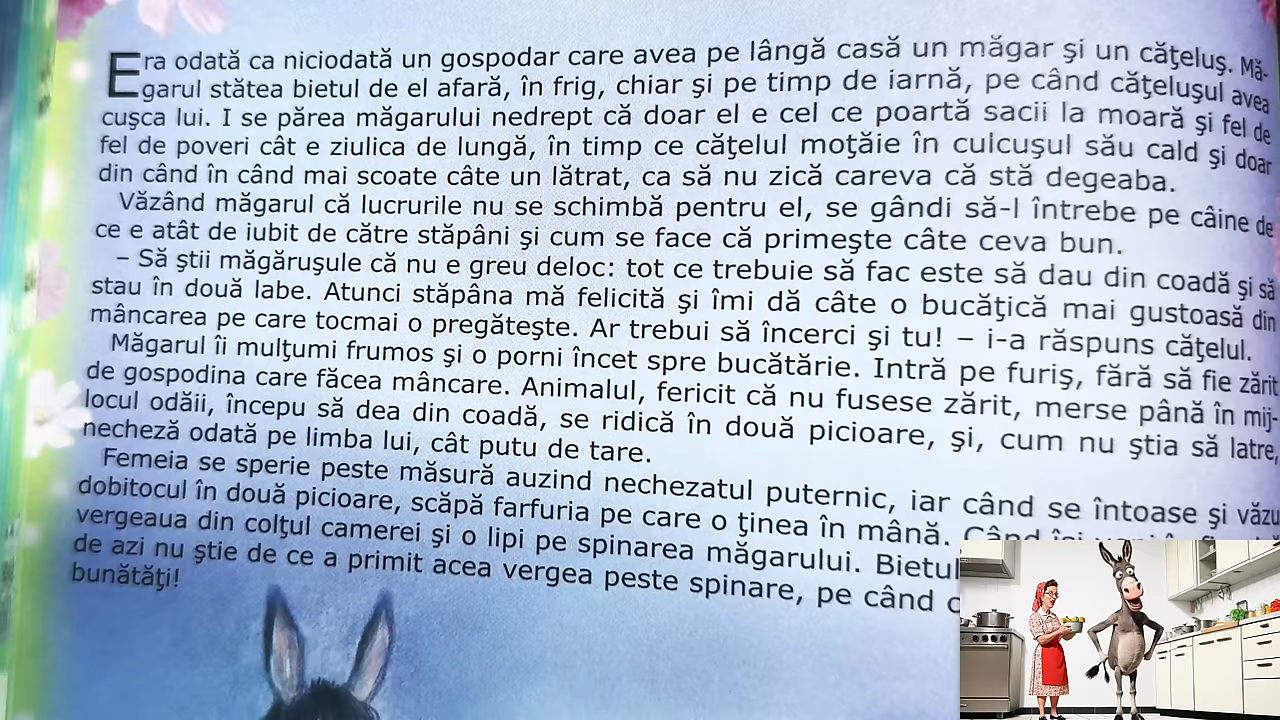 Era odată ca niciodată un gospodar care avea pe lângă casă un măgar şi un căţeluş. Mă-
garul stătea bietul de el afară, în frig, chiar şi pe timp de iarnă, pe când căţeluşul avea
cuşca lui. I se părea măgarului nedrept că doar el e cel ce poartă sacii la moară şi fel de
fel de poveri cât e ziulica de lungă, în timp ce căţelul moţăie în culcuşul său cald şi doar
din când în când mai scoate câte un lătrat, ca să nu zică careva că stă degeaba.
Văzând măgarul că lucrurile nu se schimbă pentru el, se gândi să-l întrebe pe câine de
ce e atât de iubit de către stăpâni şi cum se face că primeşte câte ceva bun.
– Să ştii măgăruşule că nu e greu deloc: tot ce trebuie să fac este să dau din coadă şi să
stau în două labe. Atunci stăpâna mă felicită şi îmi dă câte o bucăţică mai gustoasă din
mâncarea pe care tocmai o pregăteşte. Ar trebui să încerci şi tu! – i-a răspuns căţelul.
Măgarul îi mulţumi frumos şi o porni încet spre bucătărie. Intră pe furiş, fără să fie zărit
de gospodina care făcea mâncare. Animalul, fericit că nu fusese zărit, merse până în mij-
locul odăii, începu să dea din coadă, se ridică în două picioare, şi, cum nu ştia să latre,
necheză odată pe limba lui, cât putu de tare.
Femeia se sperie peste măsură auzind nechezatul puternic, iar când se întoase şi văzu
dobitocul în două picioare, scăpă farfuria pe care o ţinea în mână. Când îşi
vergeaua din colţul camerei şi o lipi pe spinarea măgarului. Bietul
de azi nu ştie de ce a primit acea vergea peste spinare, pe când
bunătăţi!